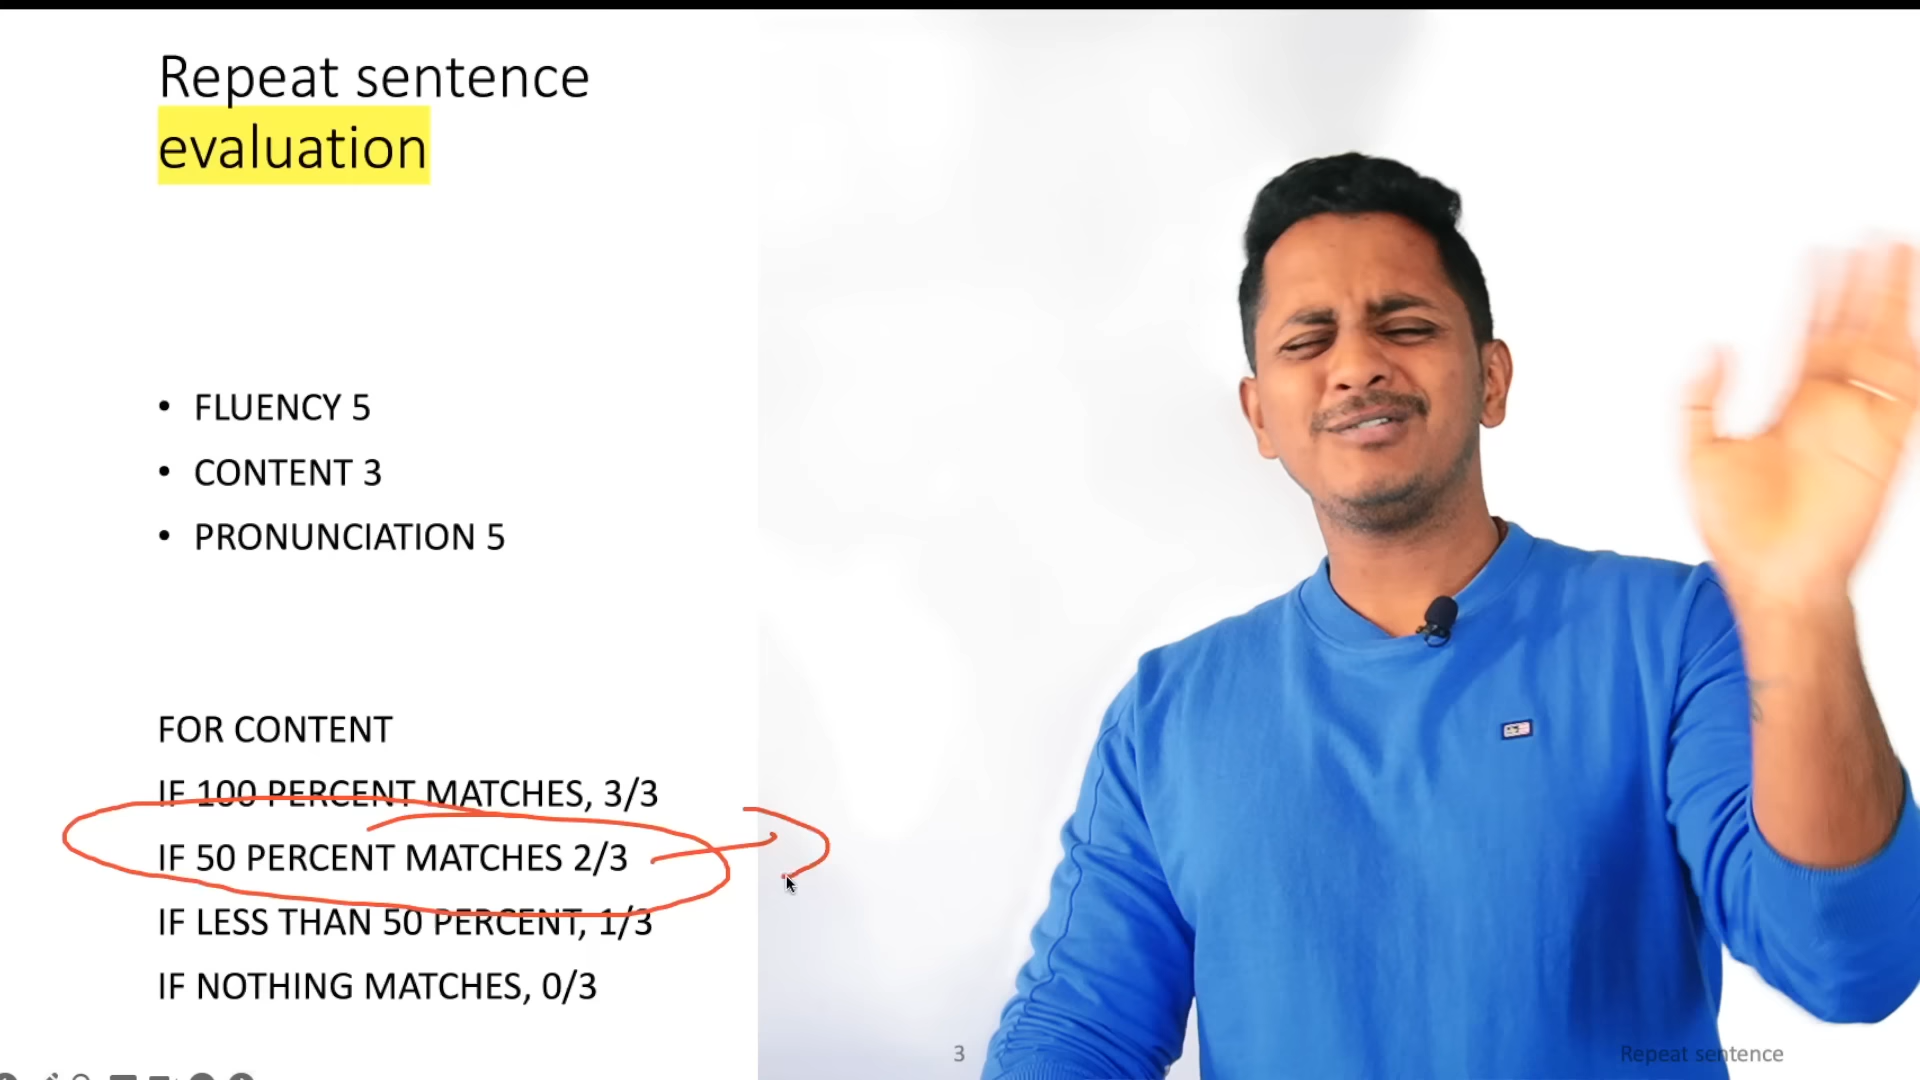 Repeat sentence
evaluation
• FLUENCY 5
• CONTENT 3
• PRONUNCIATION 5
FOR CONTENT
IF 100 PERCENT MATCHES, 3/3
IF 50 PERCENT MATCHES 2/3
IF LESS THAN 50 PERCENT, 1/3
IF NOTHING MATCHES, 0/3
3
Repeat sentence